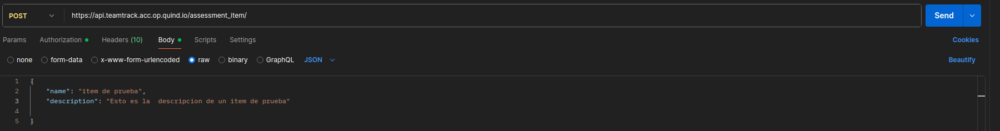 POST https://api.teamtrack.acc.op.quind.io/assessment_item/ Send
Params Authorization Headers (10) Body Scripts Settings Cookies
none form-data x-www-form-urlencoded raw binary GraphQL JSON Beautify
1 {
2 "name": "item de prueba",
3 "description": "Esto es la  descripcion de un item de prueba"
4
5 }